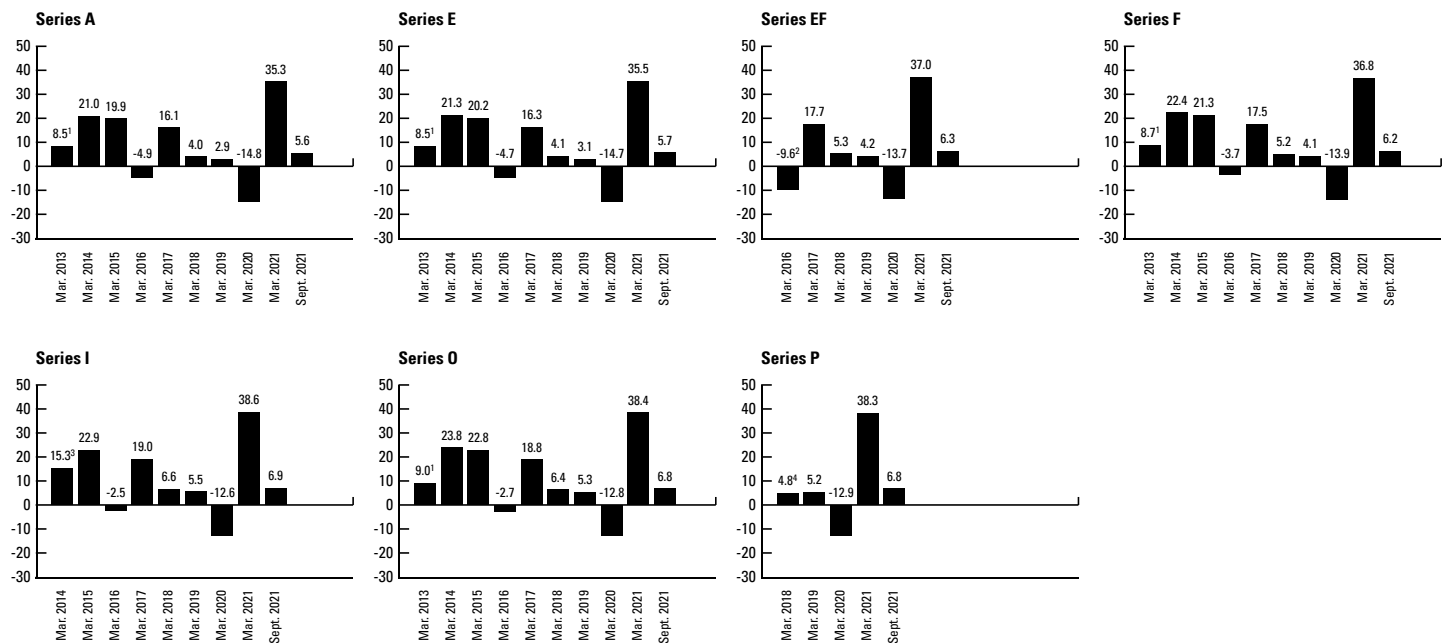 Series A
50
40
30
20
10
0
-10
-20
-30
8.5¹
21.0
19.9
-4.9
16.1
4.0
2.9
-14.8
35.3
5.6
Mar. 2013
Mar. 2014
Mar. 2015
Mar. 2016
Mar. 2017
Mar. 2018
Mar. 2019
Mar. 2020
Mar. 2021
Sept. 2021
Series E
50
40
30
20
10
0
-10
-20
-30
8.5¹
21.3
20.2
-4.7
16.3
4.1
3.1
-14.7
35.5
5.7
Mar. 2013
Mar. 2014
Mar. 2015
Mar. 2016
Mar. 2017
Mar. 2018
Mar. 2019
Mar. 2020
Mar. 2021
Sept. 2021
Series EF
50
40
30
20
10
0
-10
-20
-30
-9.6²
17.7
5.3
4.2
-13.7
37.0
6.3
Mar. 2016
Mar. 2017
Mar. 2018
Mar. 2019
Mar. 2020
Mar. 2021
Sept. 2021
Series F
50
40
30
20
10
0
-10
-20
-30
8.7¹
22.4
21.3
-3.7
17.5
5.2
4.1
-13.9
36.8
6.2
Mar. 2013
Mar. 2014
Mar. 2015
Mar. 2016
Mar. 2017
Mar. 2018
Mar. 2019
Mar. 2020
Mar. 2021
Sept. 2021
Series I
50
40
30
20
10
0
-10
-20
-30
15.3³
22.9
-2.5
19.0
6.6
5.5
-12.6
38.6
6.9
Mar. 2014
Mar. 2015
Mar. 2016
Mar. 2017
Mar. 2018
Mar. 2019
Mar. 2020
Mar. 2021
Sept. 2021
Series O
50
40
30
20
10
0
-10
-20
-30
9.0¹
23.8
22.8
-2.7
18.8
6.4
5.3
-12.8
38.4
6.8
Mar. 2013
Mar. 2014
Mar. 2015
Mar. 2016
Mar. 2017
Mar. 2018
Mar. 2019
Mar. 2020
Mar. 2021
Sept. 2021
Series P
50
40
30
20
10
0
-10
-20
-30
4.8⁴
5.2
-12.9
38.3
6.8
Mar. 2018
Mar. 2019
Mar. 2020
Mar. 2021
Sept. 2021